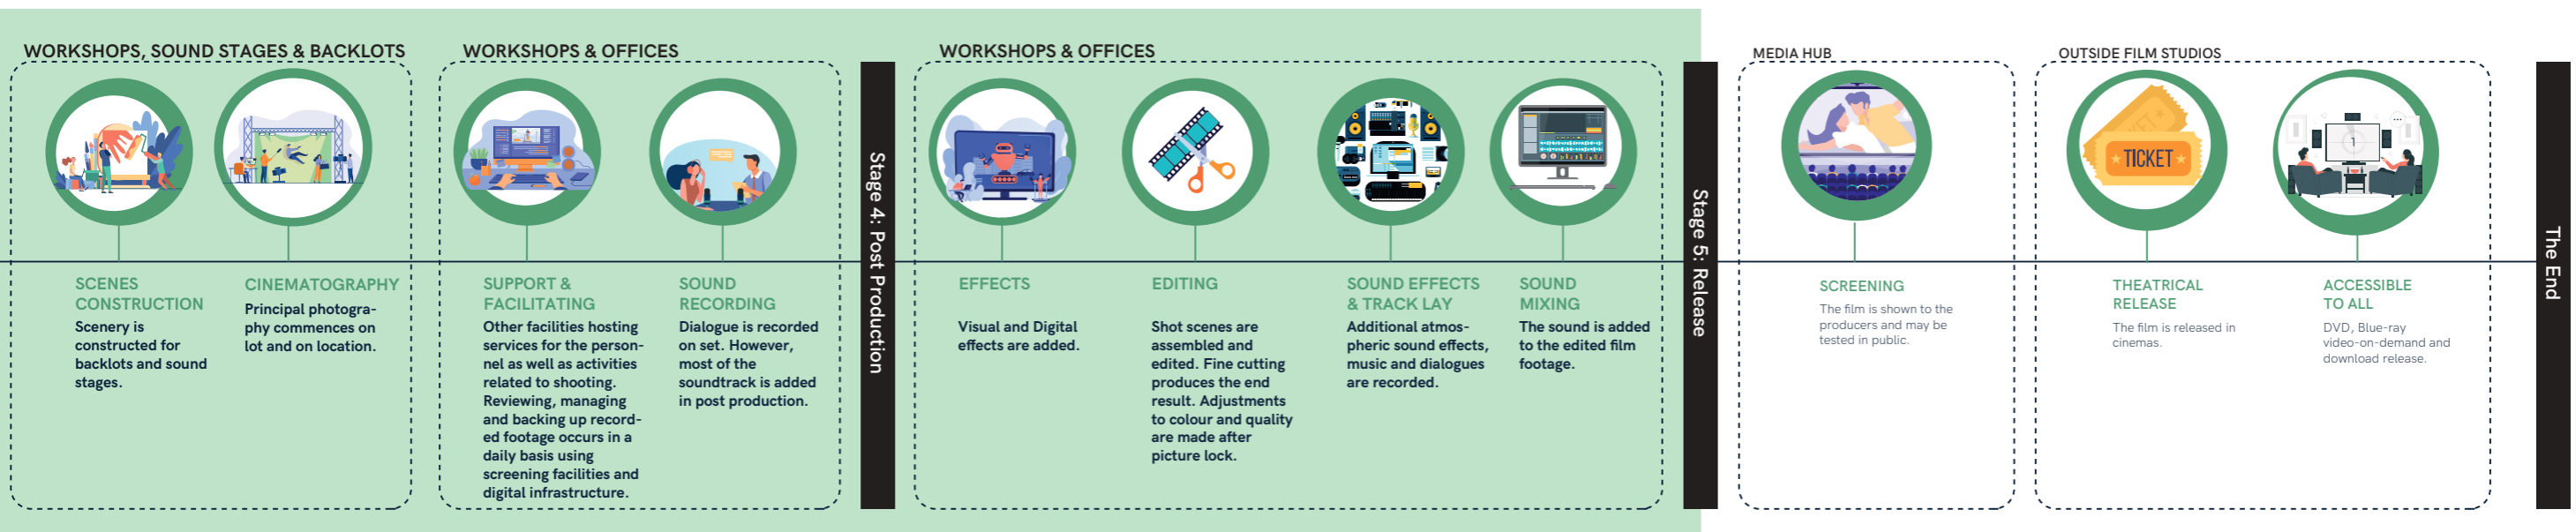 WORKSHOPS, SOUND STAGES & BACKLOTS
SCENES
CONSTRUCTION
Scenery is
constructed for
backlots and sound
stages.
CINEMATOGRAPHY
Principal photogra-
phy commences on
lot and on location.
WORKSHOPS & OFFICES
SUPPORT &
FACILITATING
Other facilities hosting
services for the person-
nel as well as activities
related to shooting.
Reviewing, managing
and backing up record-
ed footage occurs in a
daily basis using
screening facilities and
digital infrastructure.
SOUND
RECORDING
Dialogue is recorded
on set. However,
most of the
soundtrack is added
in post production.
Stage 4: Post Production
WORKSHOPS & OFFICES
EFFECTS
Visual and Digital
effects are added.
EDITING
Shot scenes are
assembled and
edited. Fine cutting
produces the end
result. Adjustments
to colour and quality
are made after
picture lock.
SOUND EFFECTS
& TRACK LAY
Additional atmos-
pheric sound effects,
music and dialogues
are recorded.
SOUND
MIXING
The sound is added
to the edited film
footage.
Stage 5: Release
MEDIA HUB
SCREENING
The film is shown to the
producers and may be
tested in public.
OUTSIDE FILM STUDIOS
TICKET
THEATRICAL
RELEASE
The film is released in
cinemas.
1
ACCESSIBLE
TO ALL
DVD, Blue-ray
video-on-demand and
download release.
The End